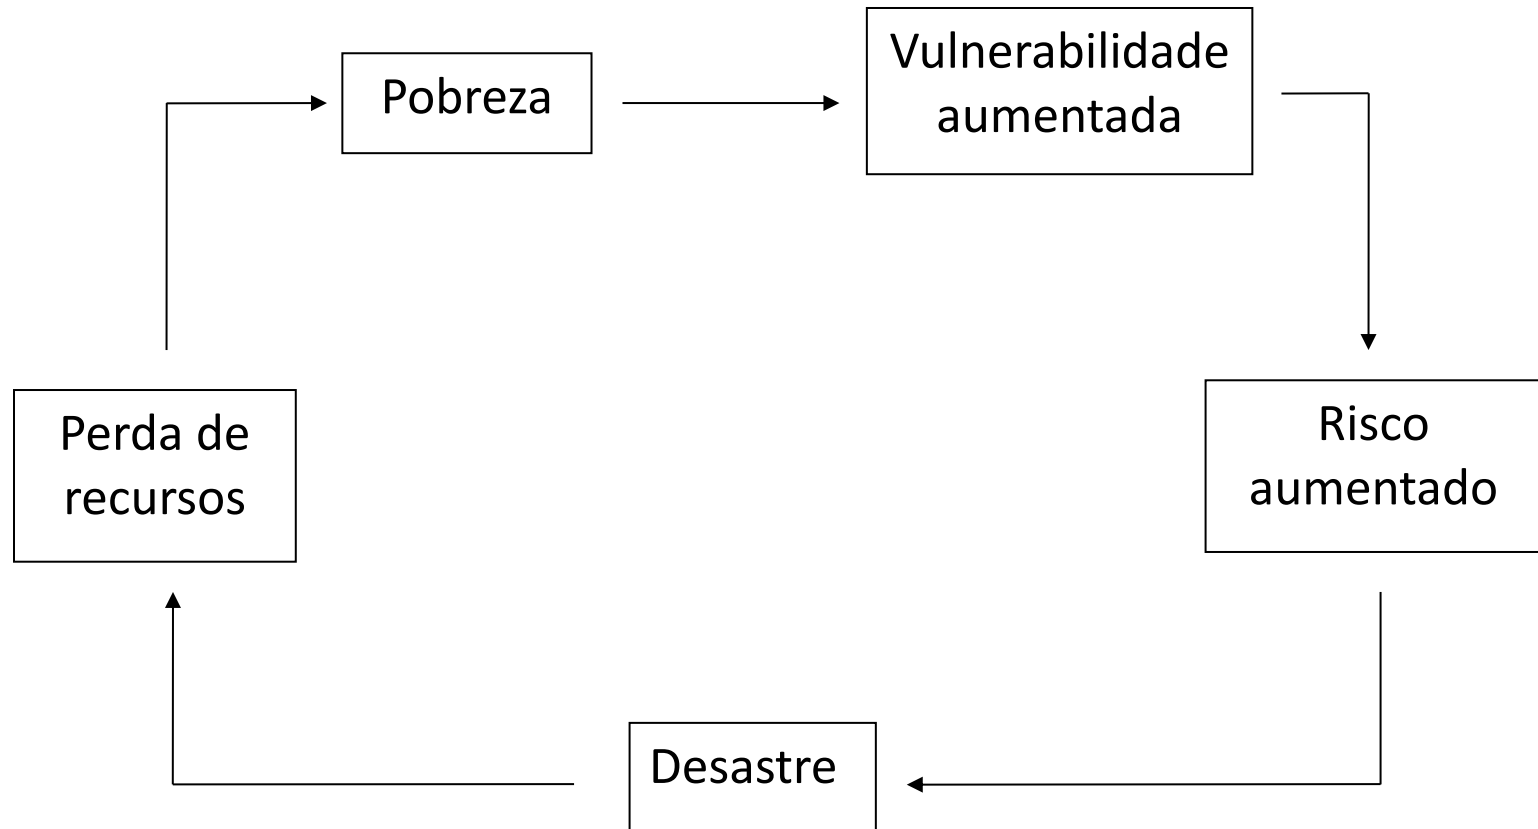 Pobreza
Vulnerabilidade
aumentada
Risco
aumentado
Desastre
Perda de
recursos